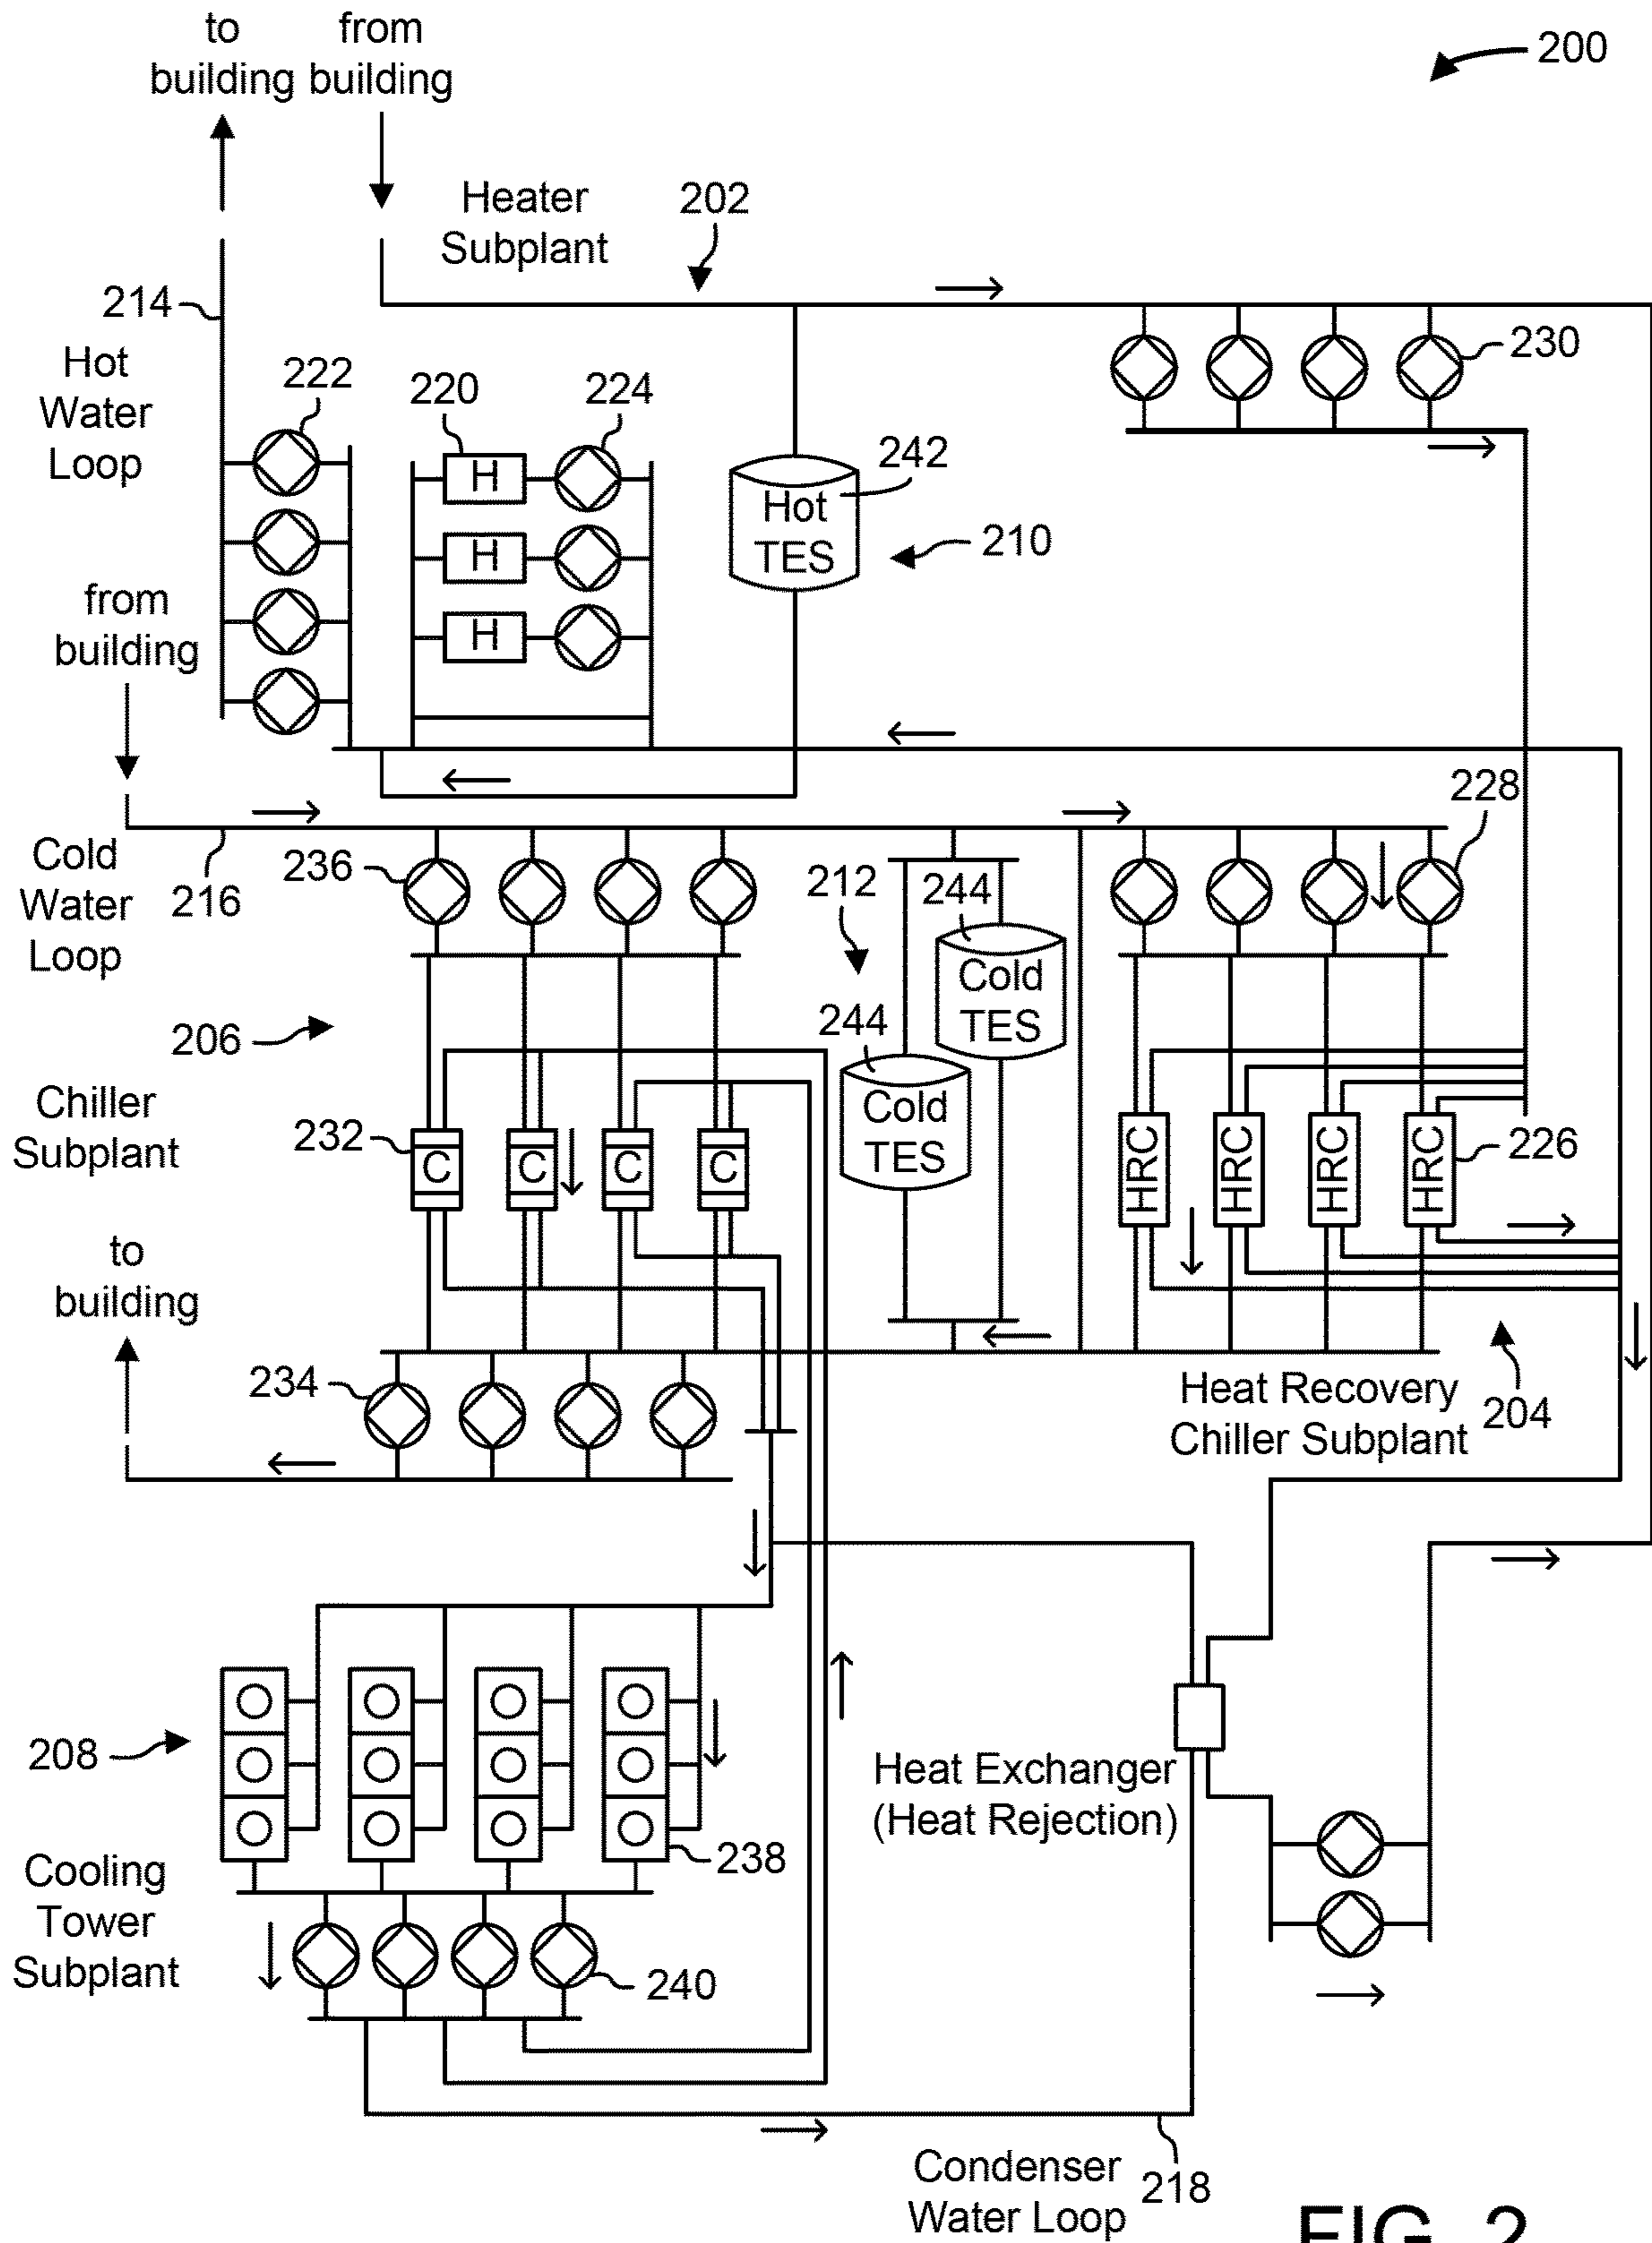 to from
building building
200
Heater
Subplant
202
214
Hot
Water
Loop
222
220
224
230
H
H
H
Hot
TES
242
210
from
building
228
Cold
Water
Loop
216
236
212
244
Cold
TES
244
Cold
TES
206
Chiller
Subplant
232
C C C C
HRC HRC HRC HRC
226
to
building
234
Heat Recovery
Chiller Subplant
204
208
Heat Exchanger
(Heat Rejection)
238
Cooling
Tower
Subplant
240
Condenser
Water Loop
218
FIG. 2